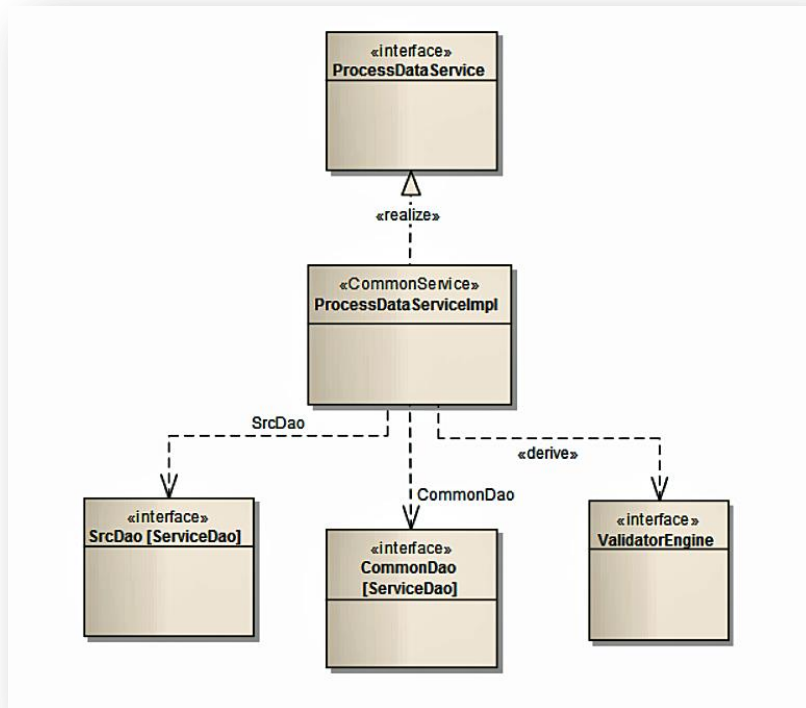 «interface»
ProcessDataService
«realize»
«CommonService»
ProcessDataServiceImpl
SrcDao
«derive»
CommonDao
«interface»
SrcDao [ServiceDao]
«interface»
CommonDao
[ServiceDao]
«interface»
ValidatorEngine